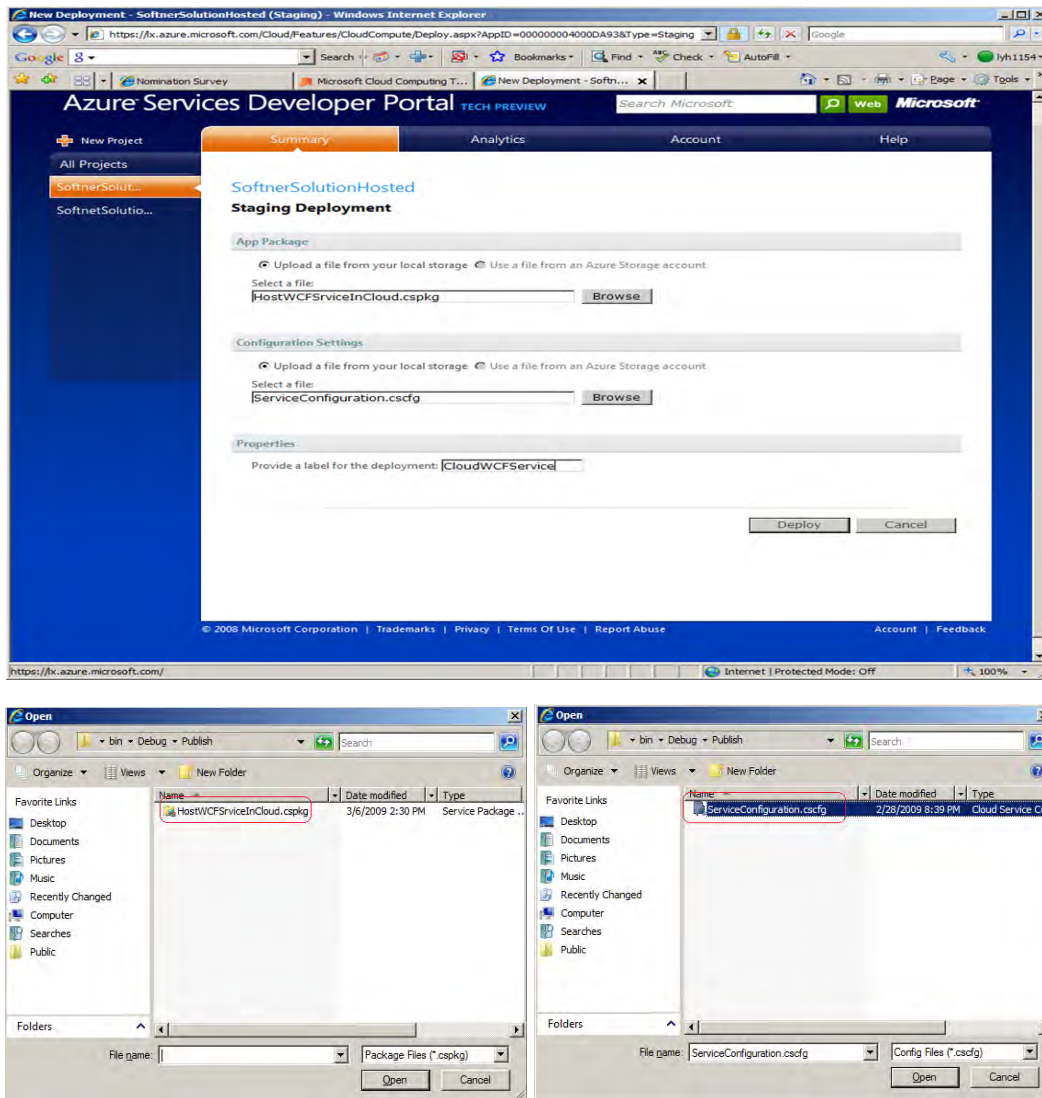 New Deployment - SoftnerSolutionHosted (Staging) - Windows Internet Explorer
https://lx.azure.microsoft.com/Cloud/Features/CloudCompute/Deploy.aspx?AppID=000000004000DA93&Type=Staging Google
Google Search Bookmarks Find Check AutoFill lyh1154
Nomination Survey Microsoft Cloud Computing T... New Deployment - Softn... Page Tools
Azure Services Developer Portal TECH PREVIEW Search Microsoft Web Microsoft
New Project Summary Analytics Account Help
All Projects
SoftnerSolut... SoftnerSolutionHosted
SoftnetSolutio... Staging Deployment
App Package
Upload a file from your local storage Use a file from an Azure Storage account
Select a file:
HostWCFSrviceInCloud.cspkg Browse
Configuration Settings
Upload a file from your local storage Use a file from an Azure Storage account
Select a file:
ServiceConfiguration.cscfg Browse
Properties
Provide a label for the deployment: CloudWCFService
Deploy Cancel
© 2008 Microsoft Corporation | Trademarks | Privacy | Terms Of Use | Report Abuse Account | Feedback
https://lx.azure.microsoft.com/ Internet | Protected Mode: Off 100%
Open
bin Debug Publish Search
Organize Views New Folder
Favorite Links Name Date modified Type
HostWCFSrviceInCloud.cspkg 3/6/2009 2:30 PM Service Package ..
Desktop
Documents
Pictures
Music
Recently Changed
Computer
Searches
Public
Folders
File name: Package Files (*.cspkg)
Open Cancel
Open
bin Debug Publish Search
Organize Views New Folder
Favorite Links Name Date modified Type
ServiceConfiguration.cscfg 2/28/2009 8:39 PM Cloud Service Co
Desktop
Documents
Pictures
Music
Recently Changed
Computer
Searches
Public
Folders
File name: ServiceConfiguration.cscfg Config Files (*.cscfg)
Open Cancel